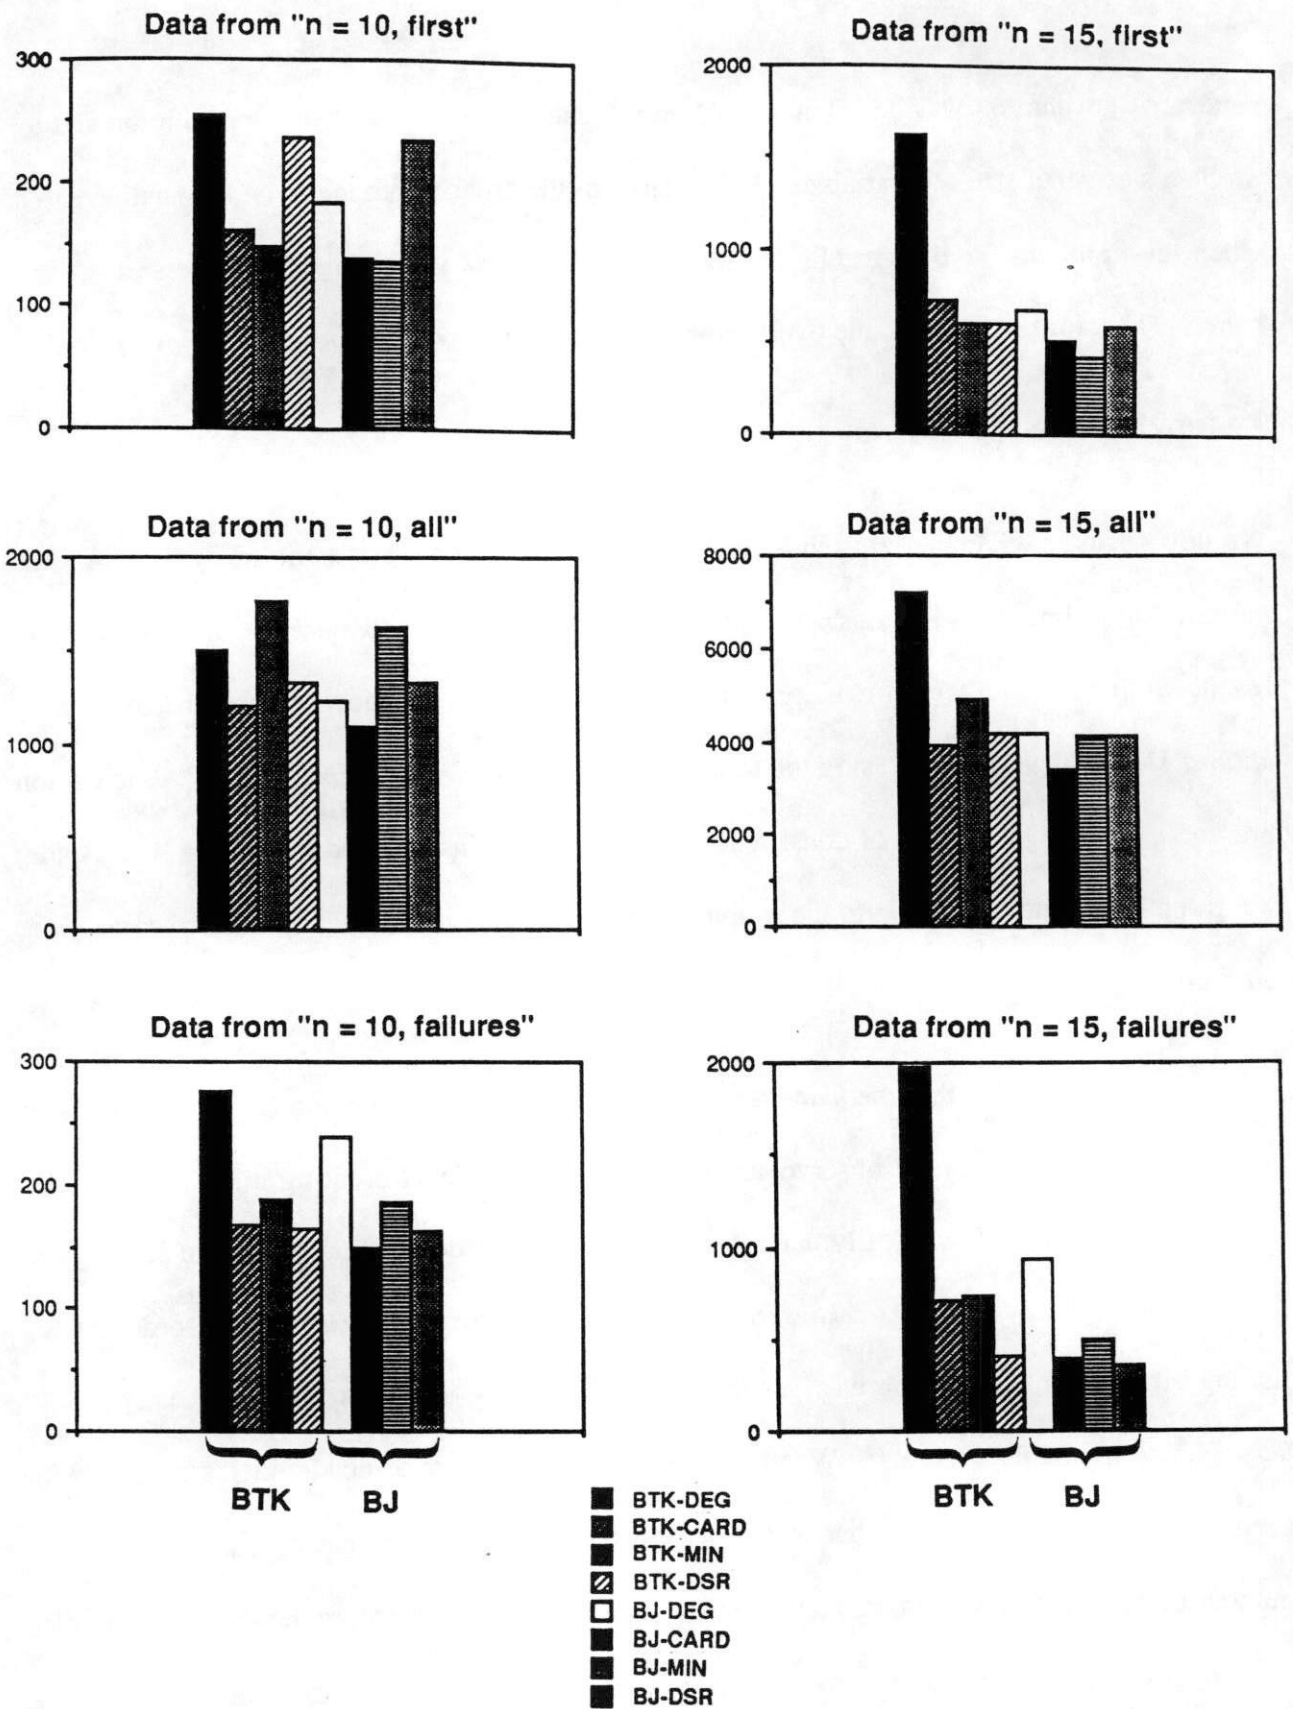 Data from "n = 10, first"
300
200
100
0
Data from "n = 15, first"
2000
1000
0
Data from "n = 10, all"
2000
1000
0
Data from "n = 15, all"
8000
6000
4000
2000
0
Data from "n = 10, failures"
300
200
100
0
BTK
BJ
Data from "n = 15, failures"
2000
1000
0
BTK
BJ
BTK-DEG
BTK-CARD
BTK-MIN
BTK-DSR
BJ-DEG
BJ-CARD
BJ-MIN
BJ-DSR